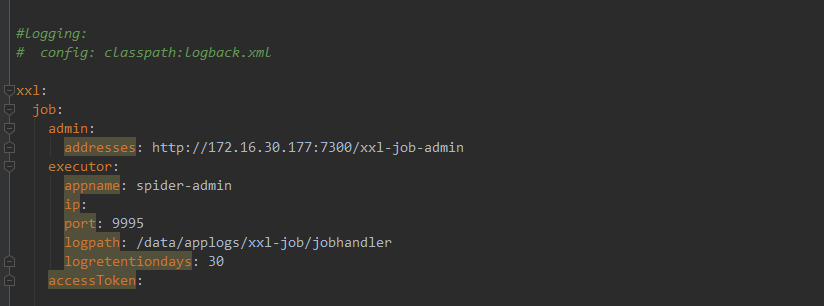 #logging:
#  config: classpath:logback.xml
xxl:
  job:
    admin:
      addresses: http://172.16.30.177:7300/xxl-job-admin
    executor:
      appname: spider-admin
      ip:
      port: 9995
      logpath: /data/applogs/xxl-job/jobhandler
      logretentiondays: 30
    accessToken: